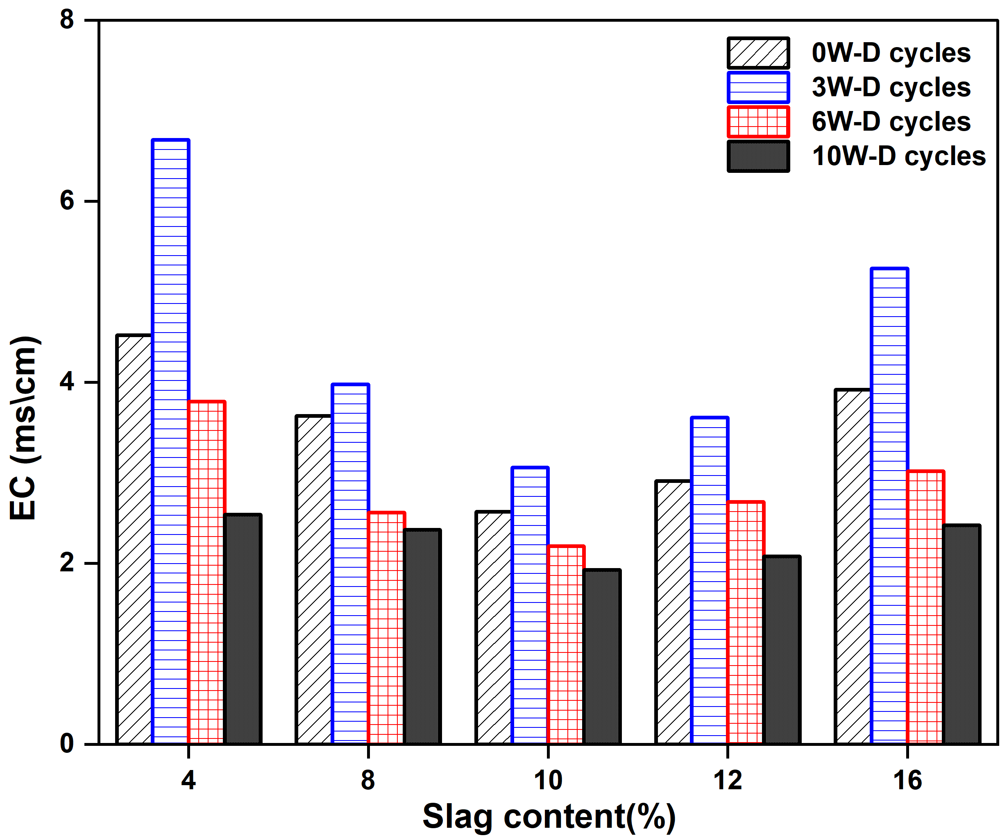 8
6
4
2
0
EC (ms\cm)
0W-D cycles
3W-D cycles
6W-D cycles
10W-D cycles
4 8 10 12 16
Slag content(%)